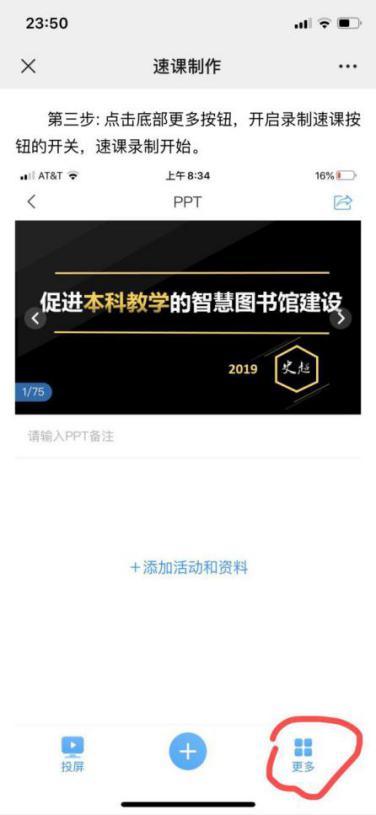 23:50
速课制作
第三步: 点击底部更多按钮，开启录制速课按
钮的开关，速课录制开始。
AT&T 上午8:34 16%
PPT
促进本科教学的智慧图书馆建设
2019 史超
1/75
请输入PPT备注
+添加活动和资料
投屏 更多